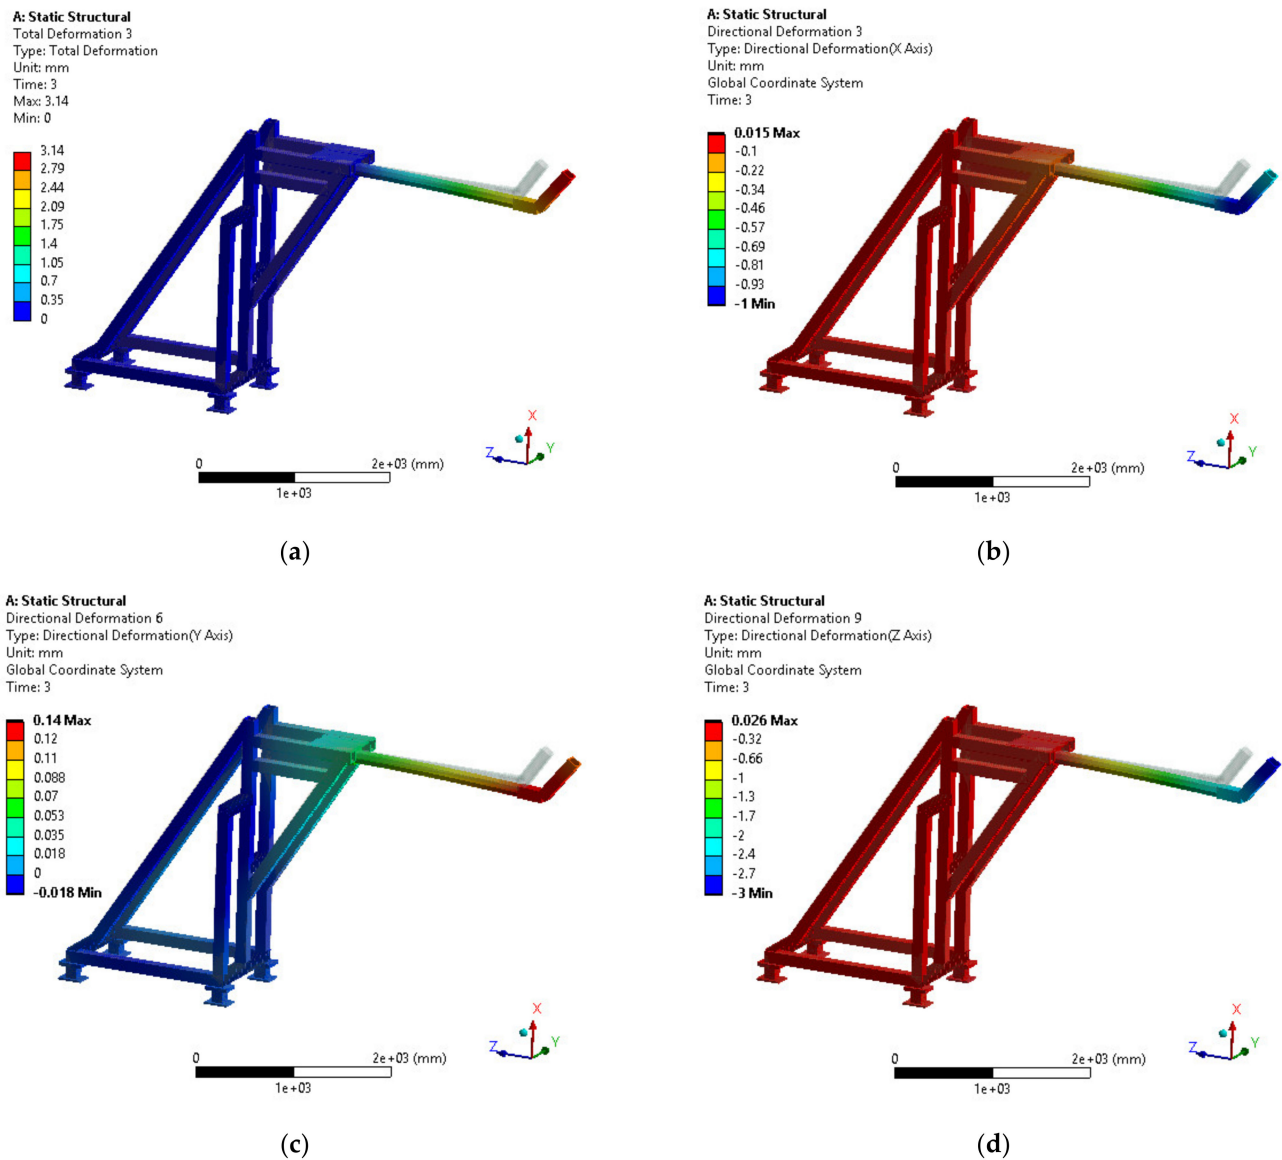 A: Static Structural
Total Deformation 3
Type: Total Deformation
Unit: mm
Time: 3
Max: 3.14
Min: 0
3.14
2.79
2.44
2.09
1.75
1.4
1.05
0.7
0.35
0
X
Y
Z
0
2e+03 (mm)
1e+03
(a)
A: Static Structural
Directional Deformation 3
Type: Directional Deformation(X Axis)
Unit: mm
Global Coordinate System
Time: 3
0.015 Max
-0.1
-0.22
-0.34
-0.46
-0.57
-0.69
-0.81
-0.93
-1 Min
X
Y
Z
0
2e+03 (mm)
1e+03
(b)
A: Static Structural
Directional Deformation 6
Type: Directional Deformation(Y Axis)
Unit: mm
Global Coordinate System
Time: 3
0.14 Max
0.12
0.11
0.088
0.07
0.053
0.035
0.018
0
-0.018 Min
X
Y
Z
0
2e+03 (mm)
1e+03
(c)
A: Static Structural
Directional Deformation 9
Type: Directional Deformation(Z Axis)
Unit: mm
Global Coordinate System
Time: 3
0.026 Max
-0.32
-0.66
-1
-1.3
-1.7
-2
-2.4
-2.7
-3 Min
X
Y
Z
0
2e+03 (mm)
1e+03
(d)